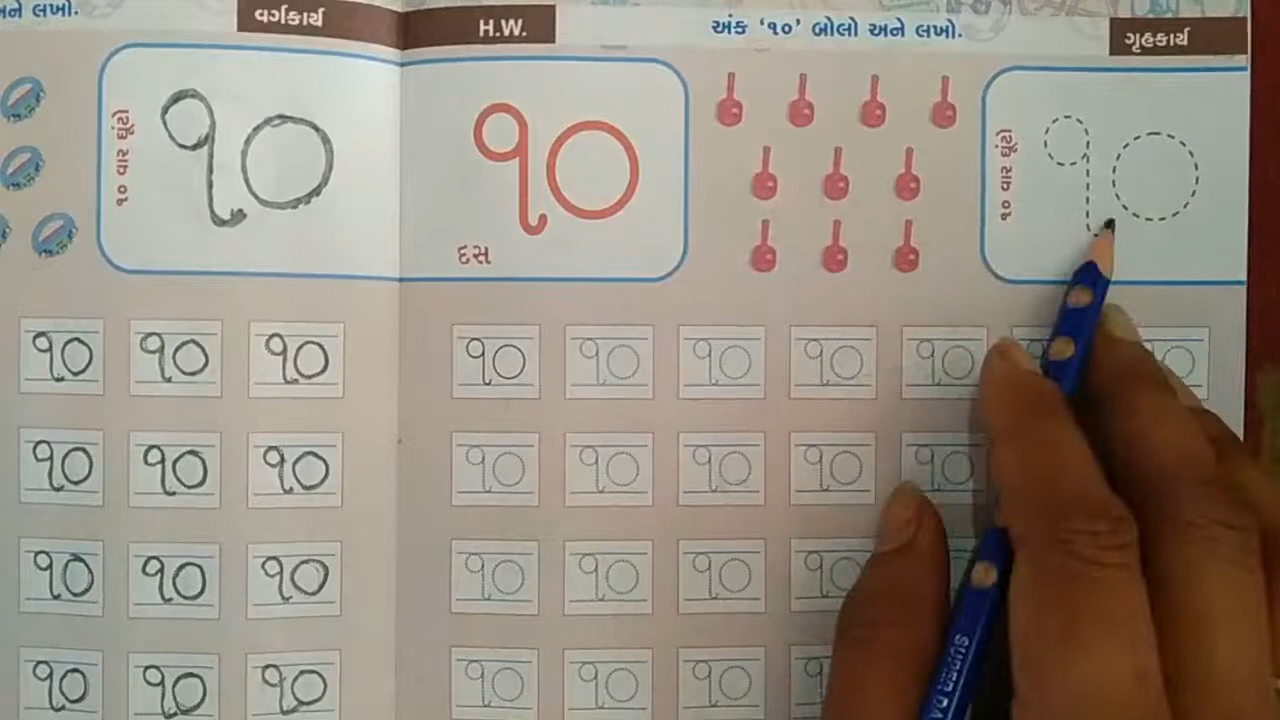 અને લખો.
વર્ગકાર્ય
૧૦ વાર ઘૂંટો
૧૦
૧૦ ૧૦ ૧૦
૧૦ ૧૦ ૧૦
૧૦ ૧૦ ૧૦
૧૦ ૧૦ ૧૦
H.W.
અંક ‘૧૦’ બોલો અને લખો.
ગૃહકાર્ય
૧૦
દસ
૧૦ વાર ઘૂંટો
૧૦
૧૦ ૧૦ ૧૦ ૧૦ ૧૦
૧૦ ૧૦ ૧૦ ૧૦ ૧૦
૧૦ ૧૦ ૧૦ ૧૦
૧૦ ૧૦ ૧૦